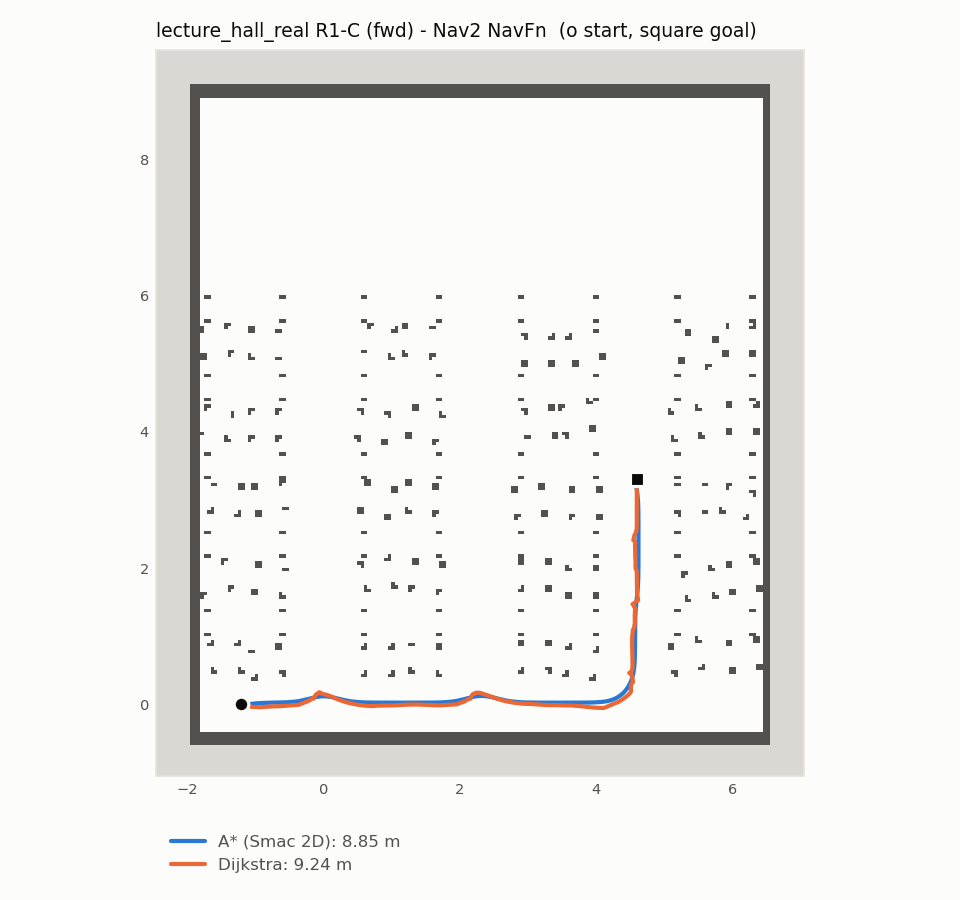 lecture_hall_real R1-C (fwd) - Nav2 NavFn  (o start, square goal)
8
6
4
2
0
−2 0 2 4 6
A* (Smac 2D): 8.85 m
Dijkstra: 9.24 m